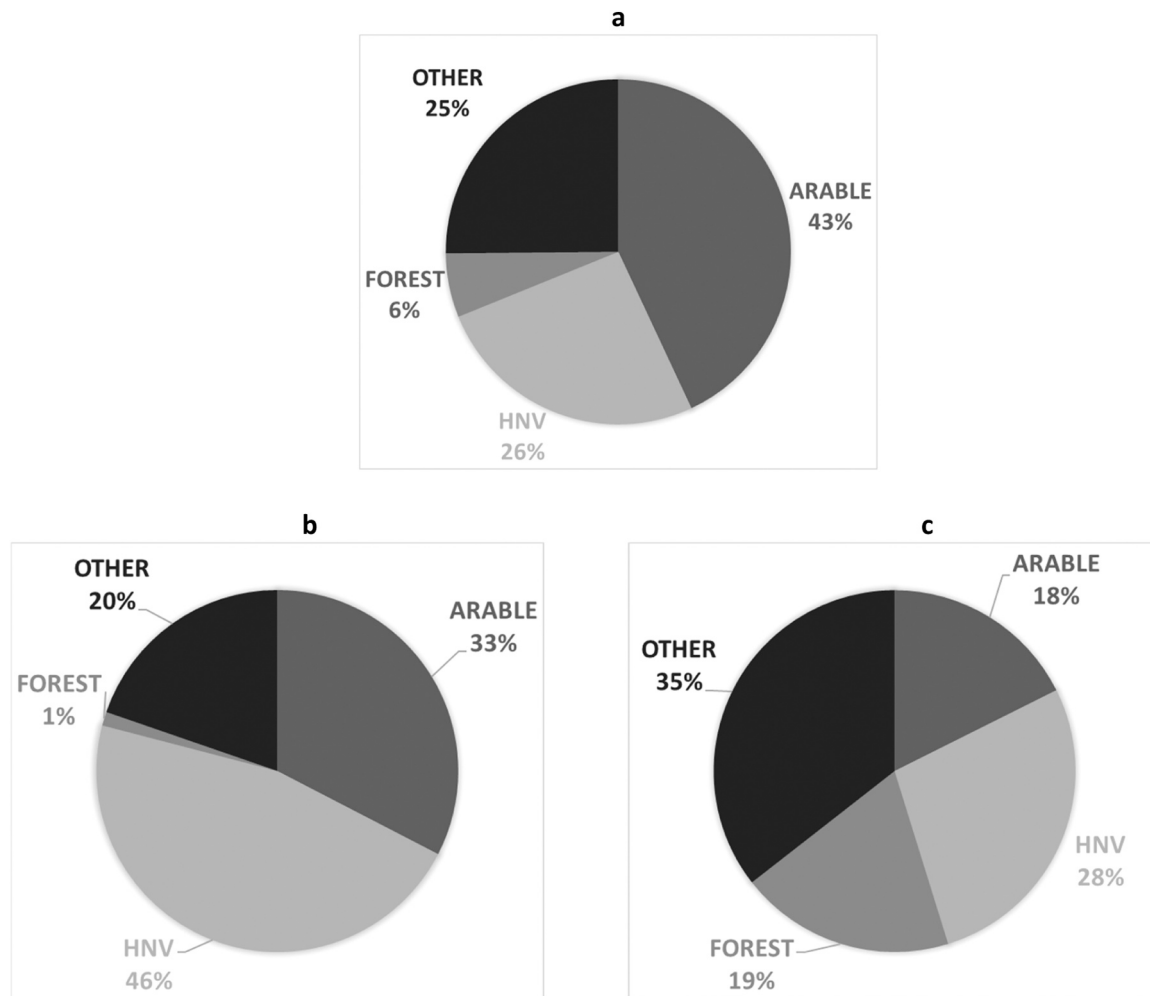 a
OTHER
25%
ARABLE
43%
FOREST
6%
HNV
26%
b
OTHER
20%
ARABLE
33%
FOREST
1%
HNV
46%
c
ARABLE
18%
OTHER
35%
HNV
28%
FOREST
19%